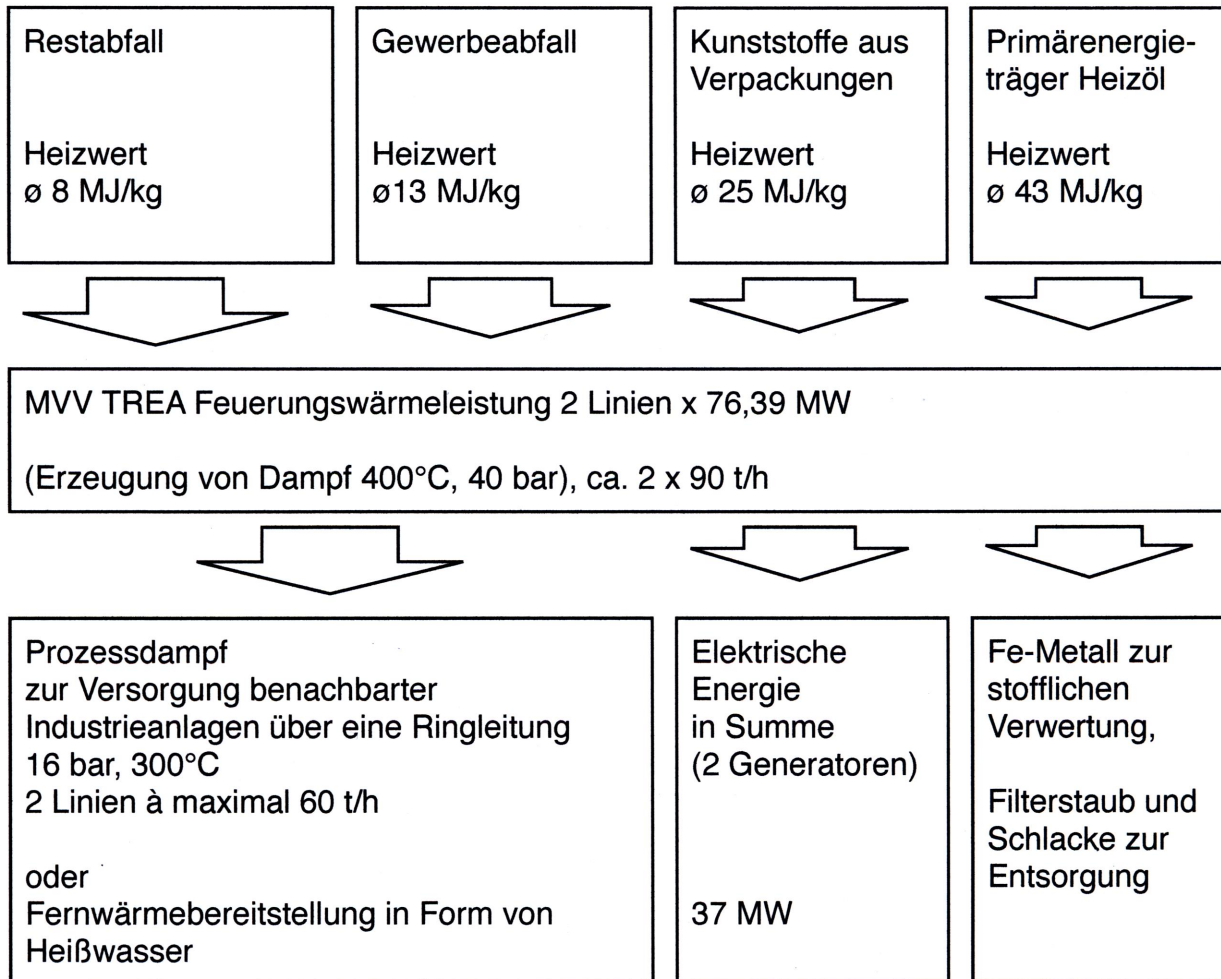 Restabfall
Heizwert
ø 8 MJ/kg
Gewerbeabfall
Heizwert
ø13 MJ/kg
Kunststoffe aus
Verpackungen
Heizwert
ø 25 MJ/kg
Primärenergie-
träger Heizöl
Heizwert
ø 43 MJ/kg
MVV TREA Feuerungswärmeleistung 2 Linien x 76,39 MW
(Erzeugung von Dampf 400°C, 40 bar), ca. 2 x 90 t/h
Prozessdampf
zur Versorgung benachbarter
Industrieanlagen über eine Ringleitung
16 bar, 300°C
2 Linien à maximal 60 t/h
oder
Fernwärmebereitstellung in Form von
Heißwasser
Elektrische
Energie
in Summe
(2 Generatoren)
37 MW
Fe-Metall zur
stofflichen
Verwertung,
Filterstaub und
Schlacke zur
Entsorgung